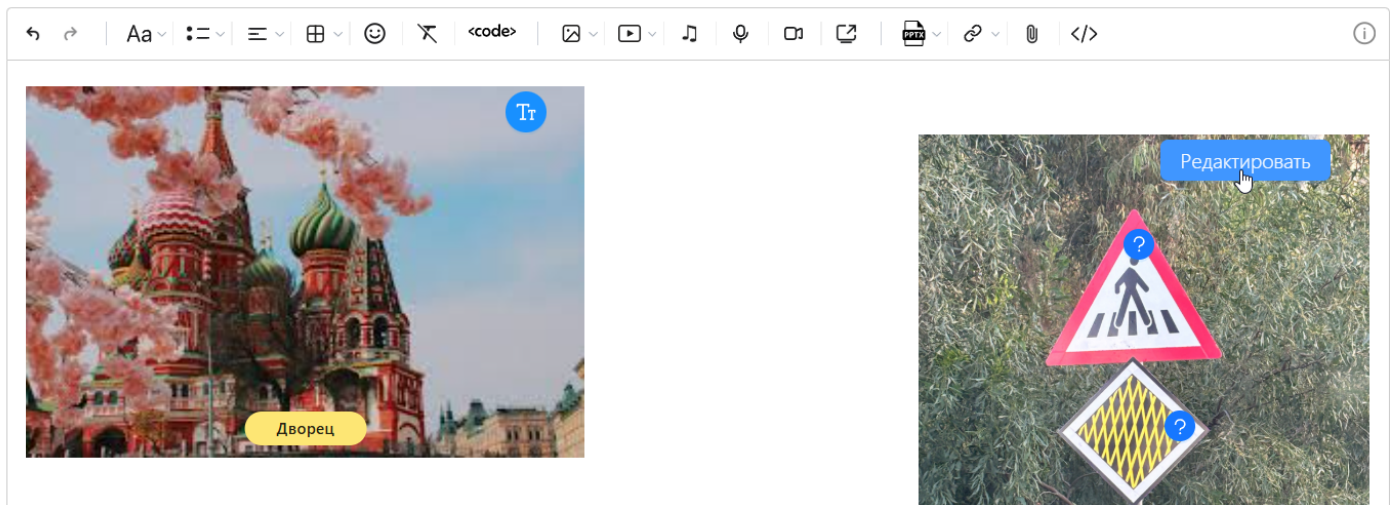 Aa
<code>
PPTX
</>
Tт
Редактировать
?
?
Дворец